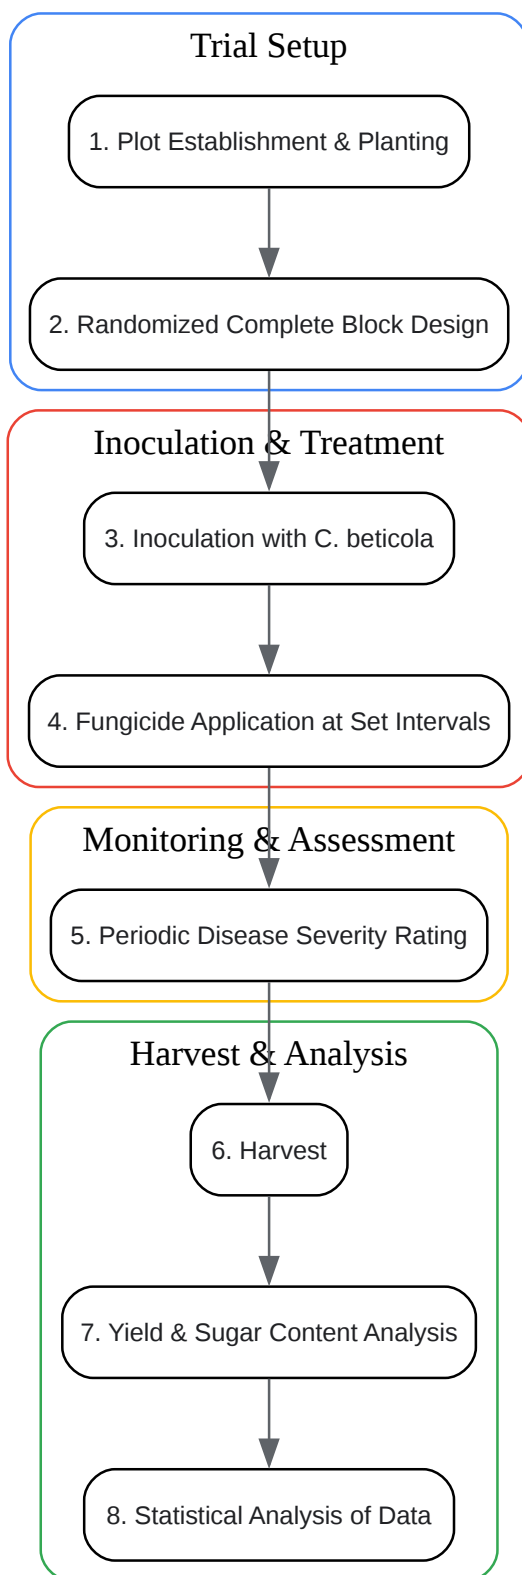 Trial Setup
1. Plot Establishment & Planting
2. Randomized Complete Block Design
Inoculation & Treatment
3. Inoculation with C. beticola
4. Fungicide Application at Set Intervals
Monitoring & Assessment
5. Periodic Disease Severity Rating
Harvest & Analysis
6. Harvest
7. Yield & Sugar Content Analysis
8. Statistical Analysis of Data